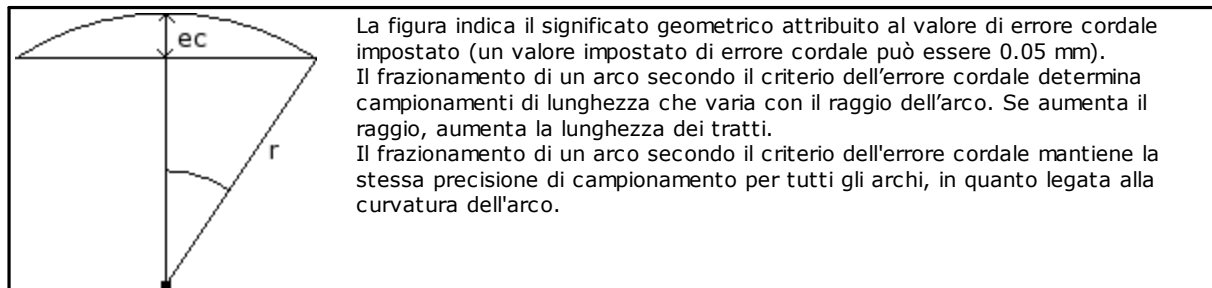 ec
r
La figura indica il significato geometrico attribuito al valore di errore cordale
impostato (un valore impostato di errore cordale può essere 0.05 mm).
Il frazionamento di un arco secondo il criterio dell’errore cordale determina
campionamenti di lunghezza che varia con il raggio dell’arco. Se aumenta il
raggio, aumenta la lunghezza dei tratti.
Il frazionamento di un arco secondo il criterio dell'errore cordale mantiene la
stessa precisione di campionamento per tutti gli archi, in quanto legata alla
curvatura dell'arco.